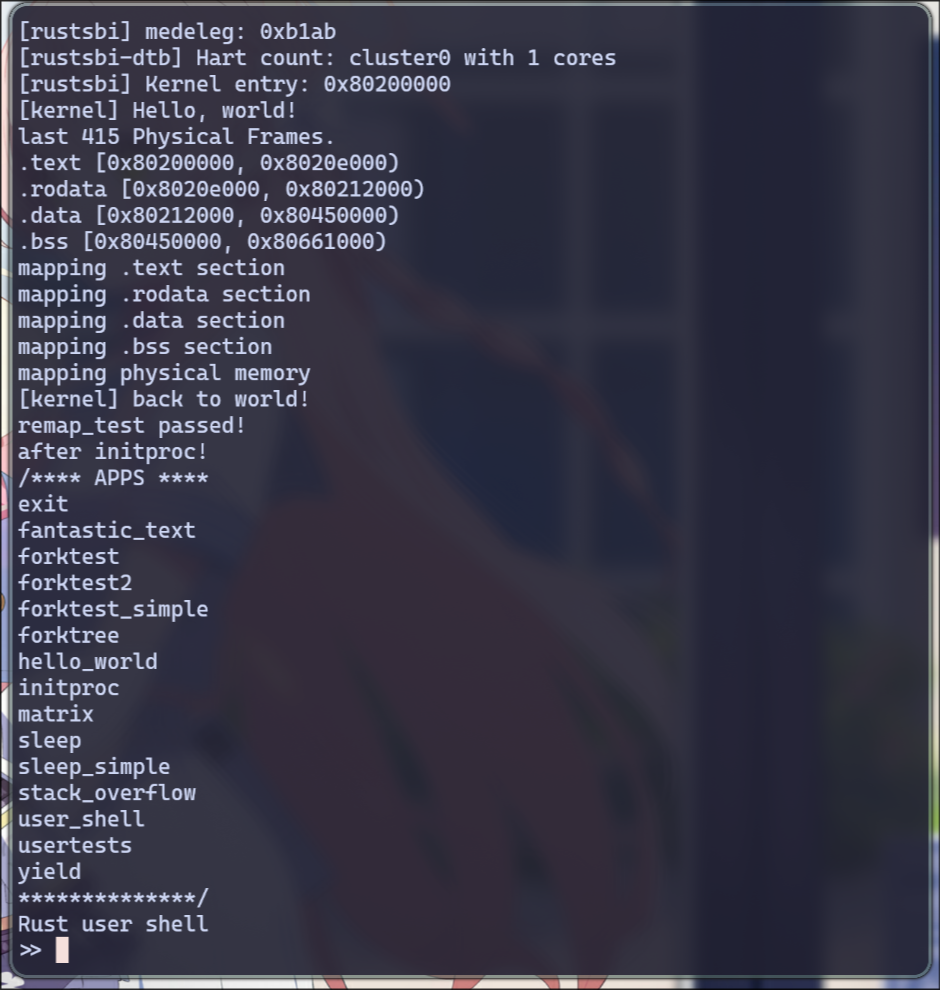 [rustsbi] medeleg: 0xb1ab
[rustsbi-dtb] Hart count: cluster0 with 1 cores
[rustsbi] Kernel entry: 0x80200000
[kernel] Hello, world!
last 415 Physical Frames.
.text [0x80200000, 0x8020e000)
.rodata [0x8020e000, 0x80212000)
.data [0x80212000, 0x80450000)
.bss [0x80450000, 0x80661000)
mapping .text section
mapping .rodata section
mapping .data section
mapping .bss section
mapping physical memory
[kernel] back to world!
remap_test passed!
after initproc!
/**** APPS ****
exit
fantastic_text
forktest
forktest2
forktest_simple
forktree
hello_world
initproc
matrix
sleep
sleep_simple
stack_overflow
user_shell
usertests
yield
**************/
Rust user shell
>>